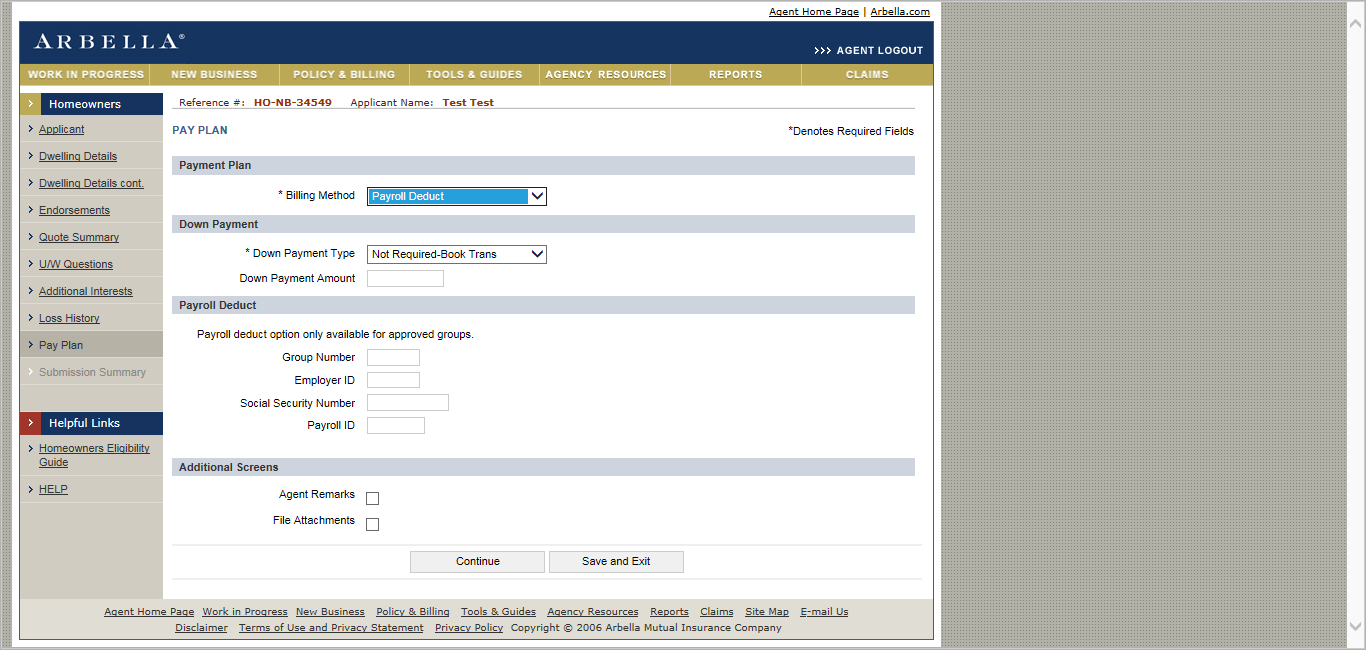 Agent Home Page | Arbella.com
ARBELLA®
>>> AGENT LOGOUT
WORK IN PROGRESS NEW BUSINESS POLICY & BILLING TOOLS & GUIDES AGENCY RESOURCES REPORTS CLAIMS
Homeowners
Applicant
Dwelling Details
Dwelling Details cont.
Endorsements
Quote Summary
U/W Questions
Additional Interests
Loss History
Pay Plan
Submission Summary
Helpful Links
Homeowners Eligibility
Guide
HELP
Reference #: HO-NB-34549 Applicant Name: Test Test
PAY PLAN
*Denotes Required Fields
Payment Plan
* Billing Method Payroll Deduct
Down Payment
* Down Payment Type Not Required-Book Trans
Down Payment Amount
Payroll Deduct
Payroll deduct option only available for approved groups.
Group Number
Employer ID
Social Security Number
Payroll ID
Additional Screens
Agent Remarks
File Attachments
Continue Save and Exit
Agent Home Page Work in Progress New Business Policy & Billing Tools & Guides Agency Resources Reports Claims Site Map E-mail Us
Disclaimer Terms of Use and Privacy Statement Privacy Policy Copyright © 2006 Arbella Mutual Insurance Company